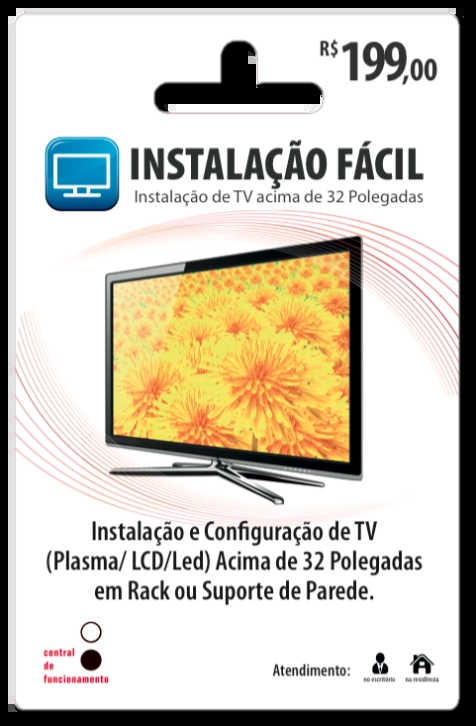 R$ 199,00
INSTALAÇÃO FÁCIL
Instalação de TV acima de 32 Polegadas
Instalação e Configuração de TV
(Plasma/ LCD/Led) Acima de 32 Polegadas
em Rack ou Suporte de Parede.
central
de
funcionamento
Atendimento:
no escritório
na residência